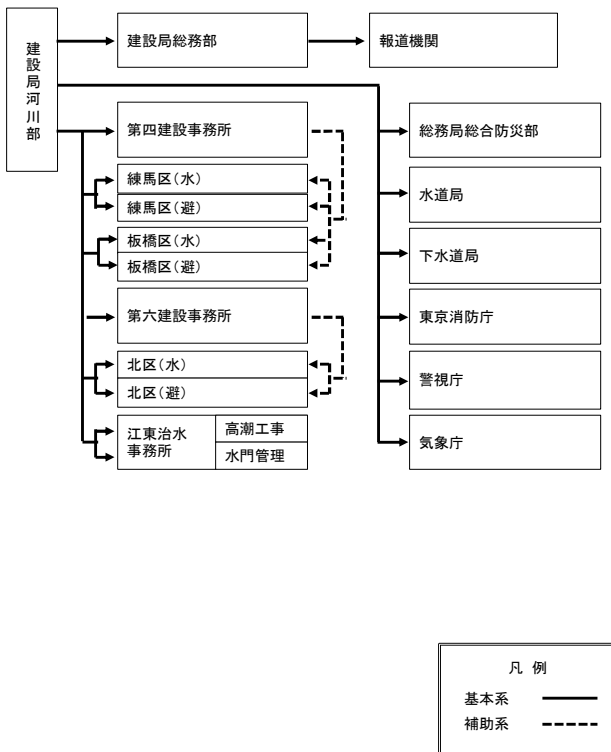 建設局河川部
建設局総務部
報道機関
第四建設事務所
総務局総合防災部
練馬区(水)
練馬区(避)
水道局
板橋区(水)
板橋区(避)
下水道局
第六建設事務所
東京消防庁
北区(水)
北区(避)
警視庁
江東治水
事務所
高潮工事
水門管理
気象庁
凡 例
基本系
補助系